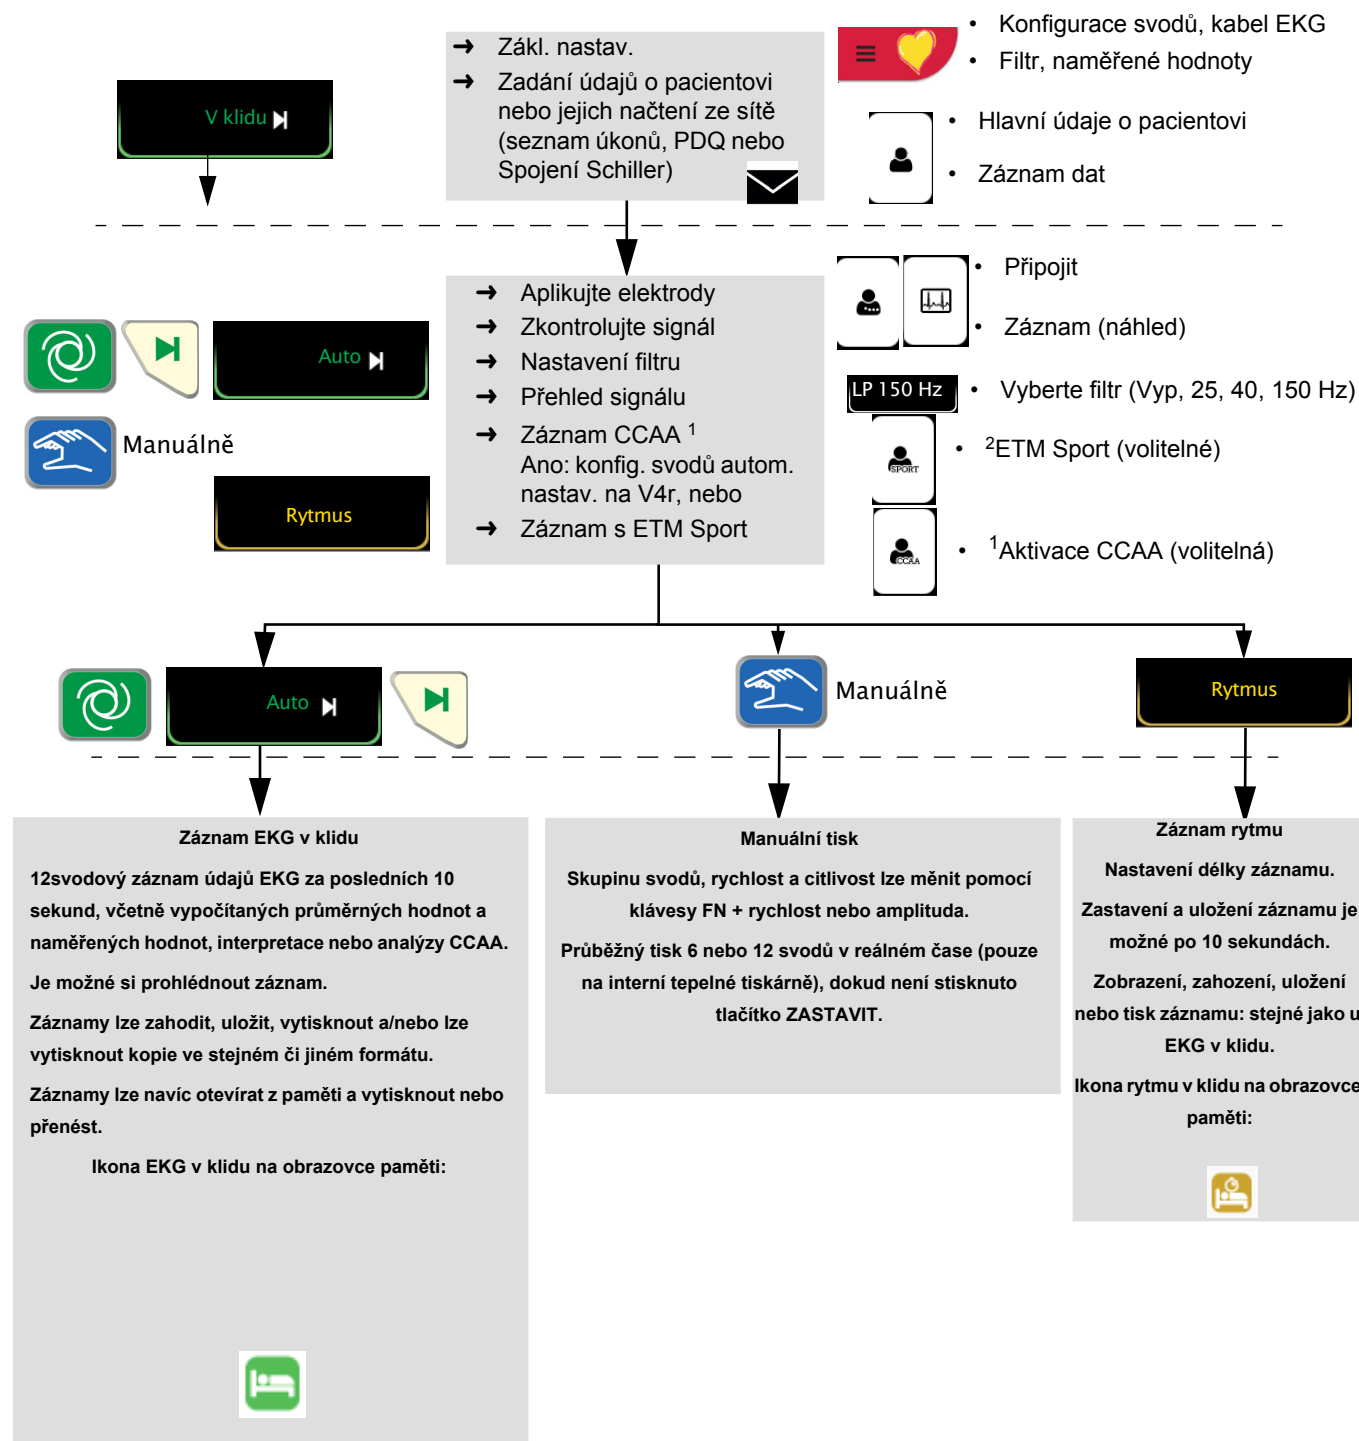 ➔ Zákl. nastav.
➔ Zadání údajů o pacientovi
nebo jejich načtení ze sítě
(seznam úkonů, PDQ nebo
Spojení Schiller)
• Konfigurace svodů, kabel EKG
• Filtr, naměřené hodnoty
• Hlavní údaje o pacientovi
• Záznam dat
V klidu
➔ Aplikujte elektrody
➔ Zkontrolujte signál
➔ Nastavení filtru
➔ Přehled signálu
➔ Záznam CCAA 1
Ano: konfig. svodů autom.
nastav. na V4r, nebo
➔ Záznam s ETM Sport
Auto
Manuálně
Rytmus
• Připojit
• Záznam (náhled)
LP 150 Hz
• Vyberte filtr (Vyp, 25, 40, 150 Hz)
SPORT
• 2ETM Sport (volitelné)
CCAA
• 1Aktivace CCAA (volitelná)
Auto
Manuálně
Rytmus
Záznam EKG v klidu
12svodový záznam údajů EKG za posledních 10
sekund, včetně vypočítaných průměrných hodnot a
naměřených hodnot, interpretace nebo analýzy CCAA.
Je možné si prohlédnout záznam.
Záznamy lze zahodit, uložit, vytisknout a/nebo lze
vytisknout kopie ve stejném či jiném formátu.
Záznamy lze navíc otevírat z paměti a vytisknout nebo
přenést.
Ikona EKG v klidu na obrazovce paměti:
Manuální tisk
Skupinu svodů, rychlost a citlivost lze měnit pomocí
klávesy FN + rychlost nebo amplituda.
Průběžný tisk 6 nebo 12 svodů v reálném čase (pouze
na interní tepelné tiskárně), dokud není stisknuto
tlačítko ZASTAVIT.
Záznam rytmu
Nastavení délky záznamu.
Zastavení a uložení záznamu je
možné po 10 sekundách.
Zobrazení, zahození, uložení
nebo tisk záznamu: stejné jako u
EKG v klidu.
Ikona rytmu v klidu na obrazovce
paměti: